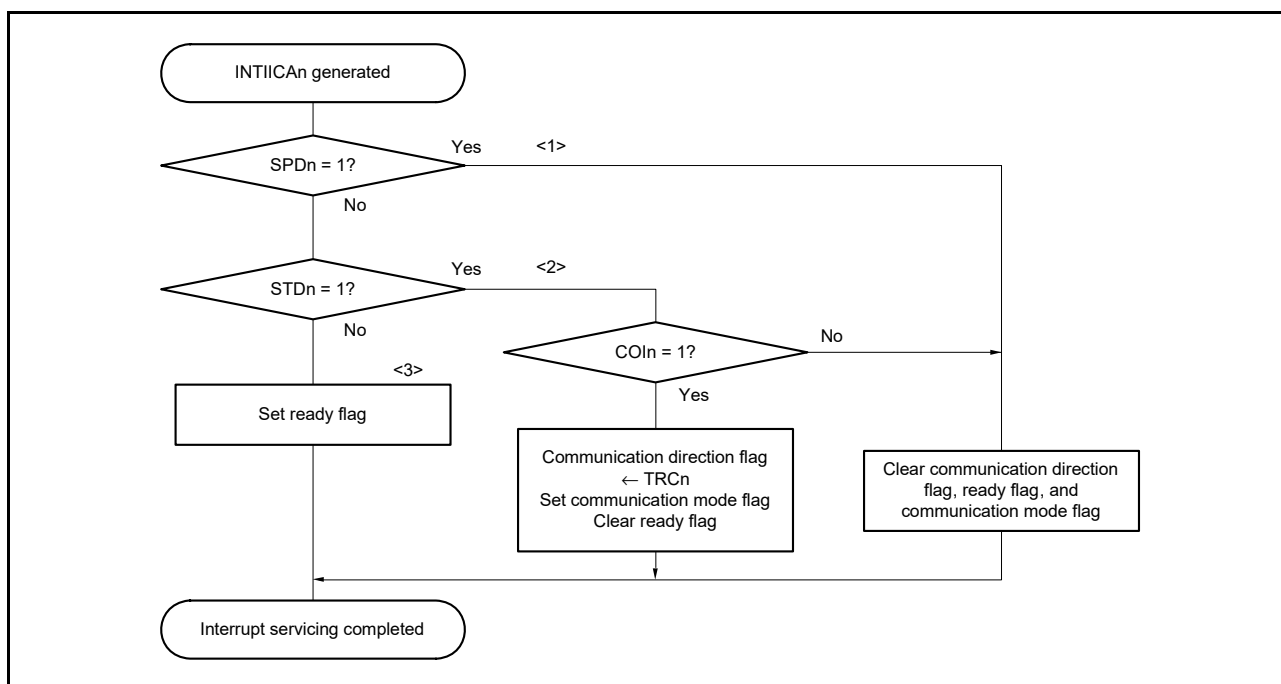 INTIICAn generated
Yes
<1>
SPDn = 1?
No
Yes
<2>
STDn = 1?
No
No
COIn = 1?
<3>
Yes
Set ready flag
Communication direction flag
← TRCn
Set communication mode flag
Clear ready flag
Clear communication direction
flag, ready flag, and
communication mode flag
Interrupt servicing completed